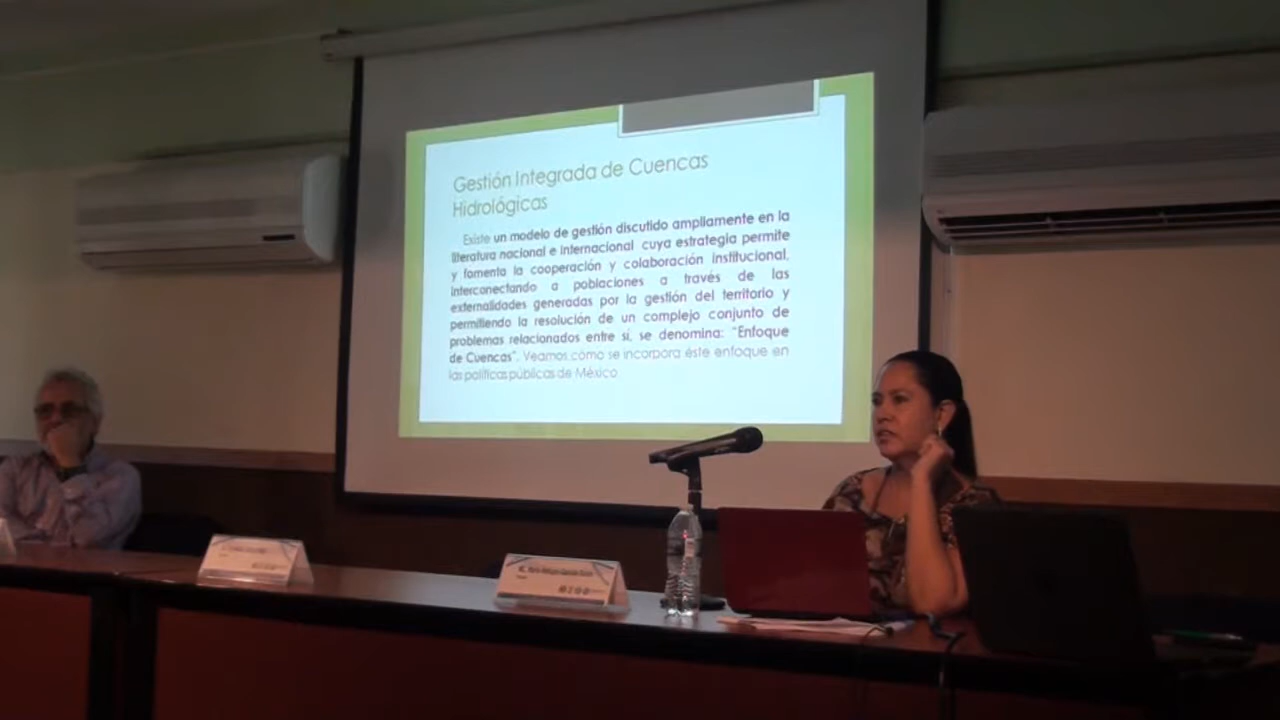 Gestión Integrada de Cuencas
Hidrológicas
Existe un modelo de gestión discutido ampliamente en la
literatura nacional e internacional cuya estrategia permite
y fomenta la cooperación y colaboración institucional,
interconectando a poblaciones a través de las
externalidades generadas por la gestión del territorio y
permitiendo la resolución de un complejo conjunto de
problemas relacionados entre sí, se denomina: "Enfoque
de Cuencas". Veamos cómo se incorpora éste enfoque en
las políticas públicas de México